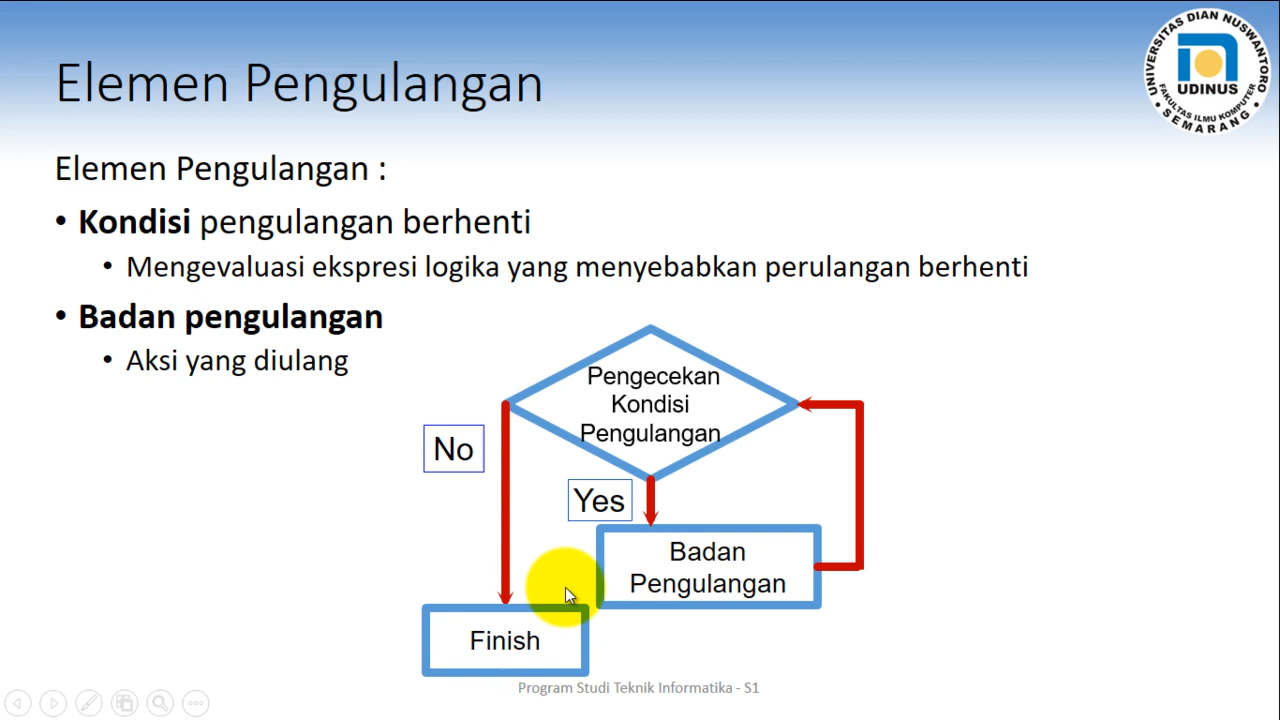 Elemen Pengulangan
UNIVERSITAS DIAN NUSWANTORO
UDINUS
FAKULTAS ILMU KOMPUTER
• SEMARANG •
Elemen Pengulangan :
• Kondisi pengulangan berhenti
• Mengevaluasi ekspresi logika yang menyebabkan perulangan berhenti
• Badan pengulangan
• Aksi yang diulang
Pengecekan
Kondisi
Pengulangan
No
Yes
Badan
Pengulangan
Finish
Program Studi Teknik Informatika - S1